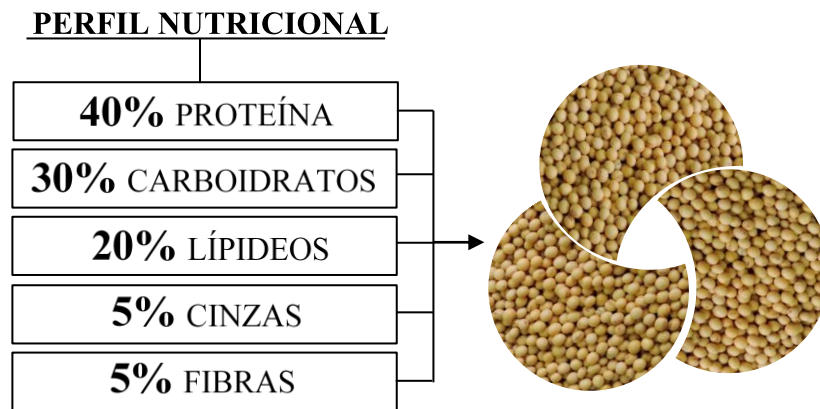 PERFIL NUTRICIONAL
40% PROTEÍNA
30% CARBOIDRATOS
20% LÍPIDEOS
5% CINZAS
5% FIBRAS